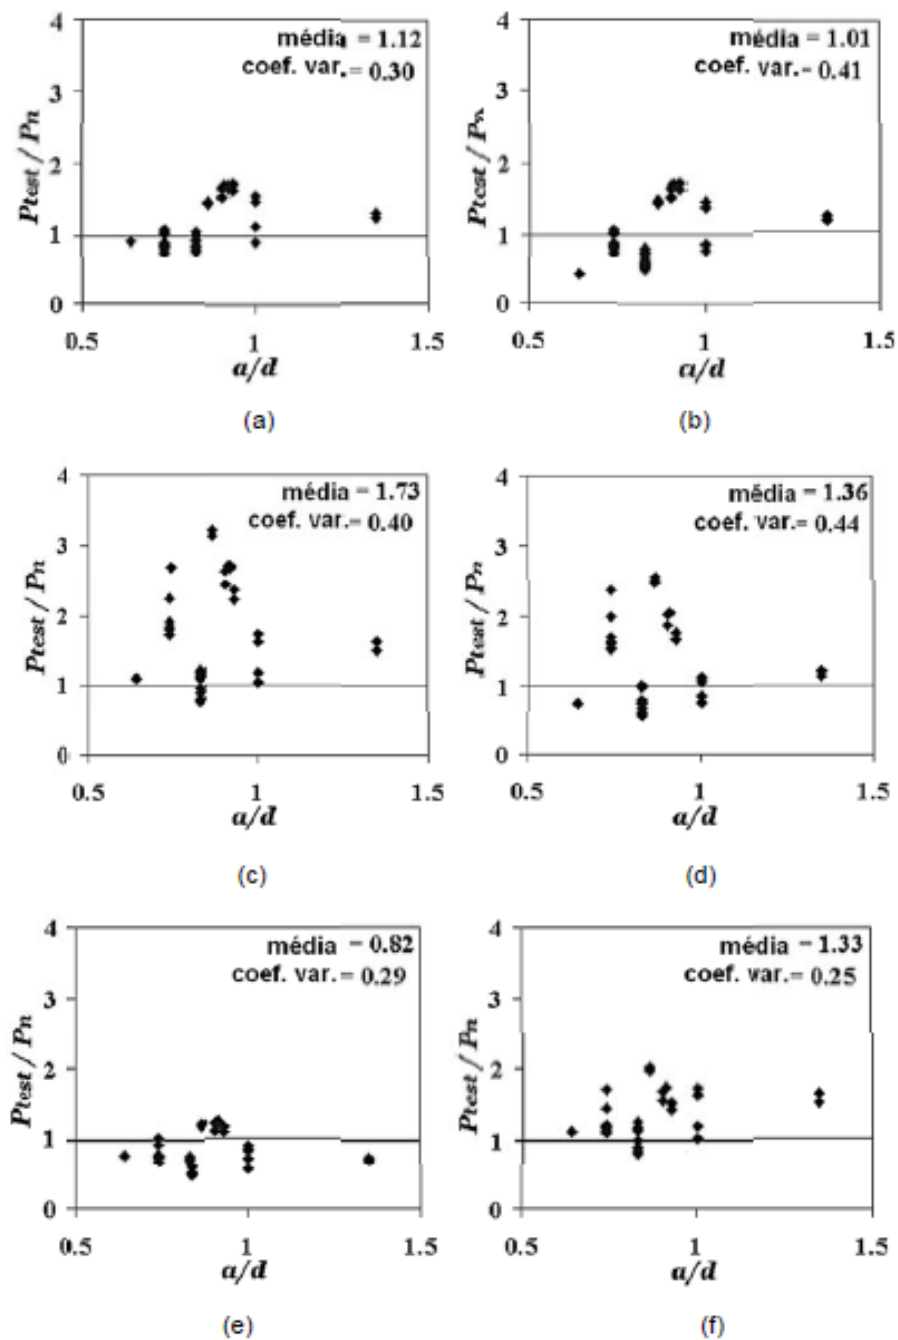 4
média = 1.12
coef. var. = 0.30
3
2
1
0
Ptest / Pn
0.5
1
1.5
a/d
(a)
4
média = 1.01
coef. var. - 0.41
3
2
1
0
Ptest / Pn
0.5
1
1.5
a/d
(b)
4
média = 1.73
coef. var.= 0.40
3
2
1
0
Ptest / Pn
0.5
1
1.5
a/d
(c)
4
média = 1.36
coef. var.= 0.44
3
2
1
0
Ptest / Pn
0.5
1
1.5
a/d
(d)
4
média = 0.82
coef. var.= 0.29
3
2
1
0
Ptest / Pn
0.5
1
1.5
a/d
(e)
4
média = 1.33
coef. var.= 0.25
3
2
1
0
Ptest / Pn
0.5
1
1.5
a/d
(f)